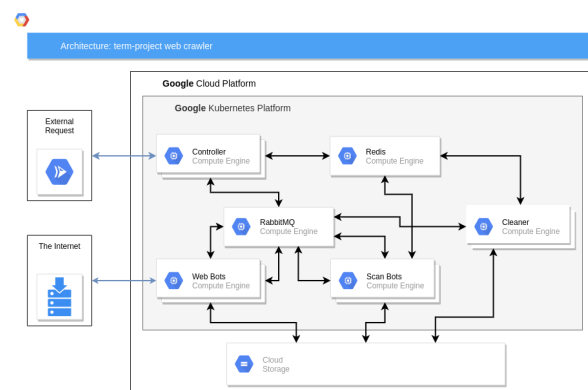 Architecture: term-project web crawler
Google Cloud Platform
Google Kubernetes Platform
External
Request
Controller
Compute Engine
Redis
Compute Engine
RabbitMQ
Compute Engine
Cleaner
Compute Engine
The Internet
Web Bots
Compute Engine
Scan Bots
Compute Engine
Cloud
Storage